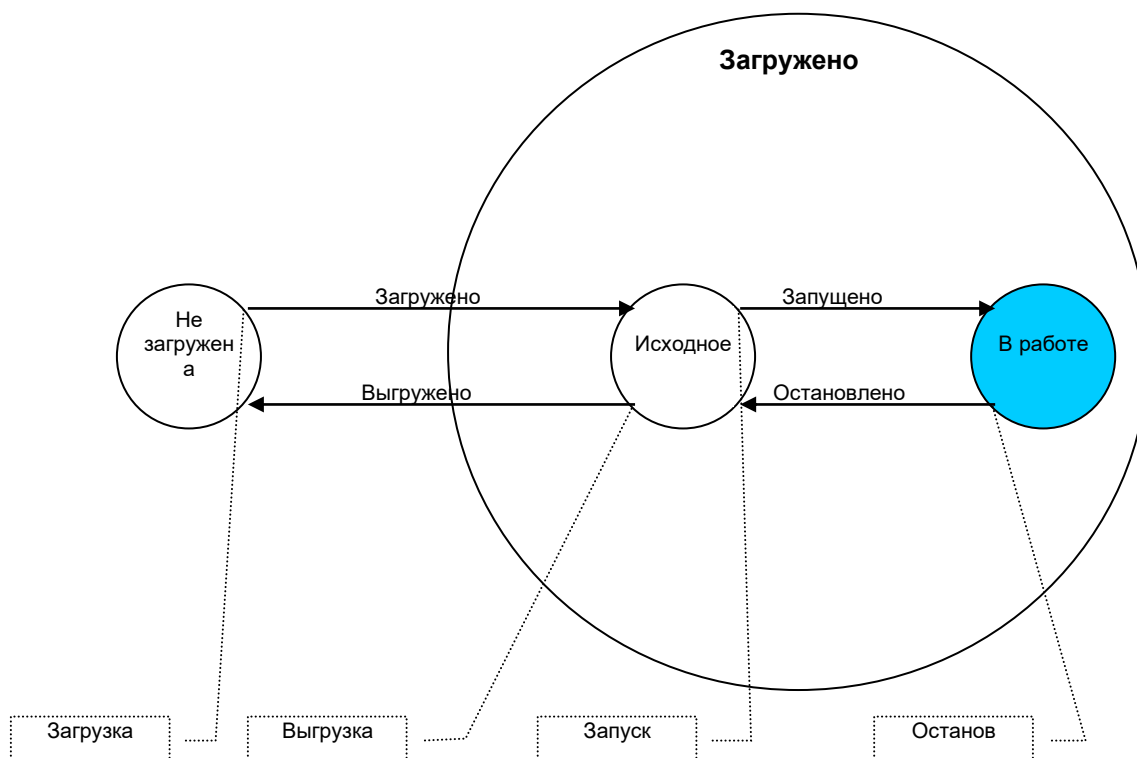 Загружено
Загружено
Запущено
Не
загружен
а
Исходное
В работе
Выгружено
Остановлено
Загрузка
Выгрузка
Запуск
Останов